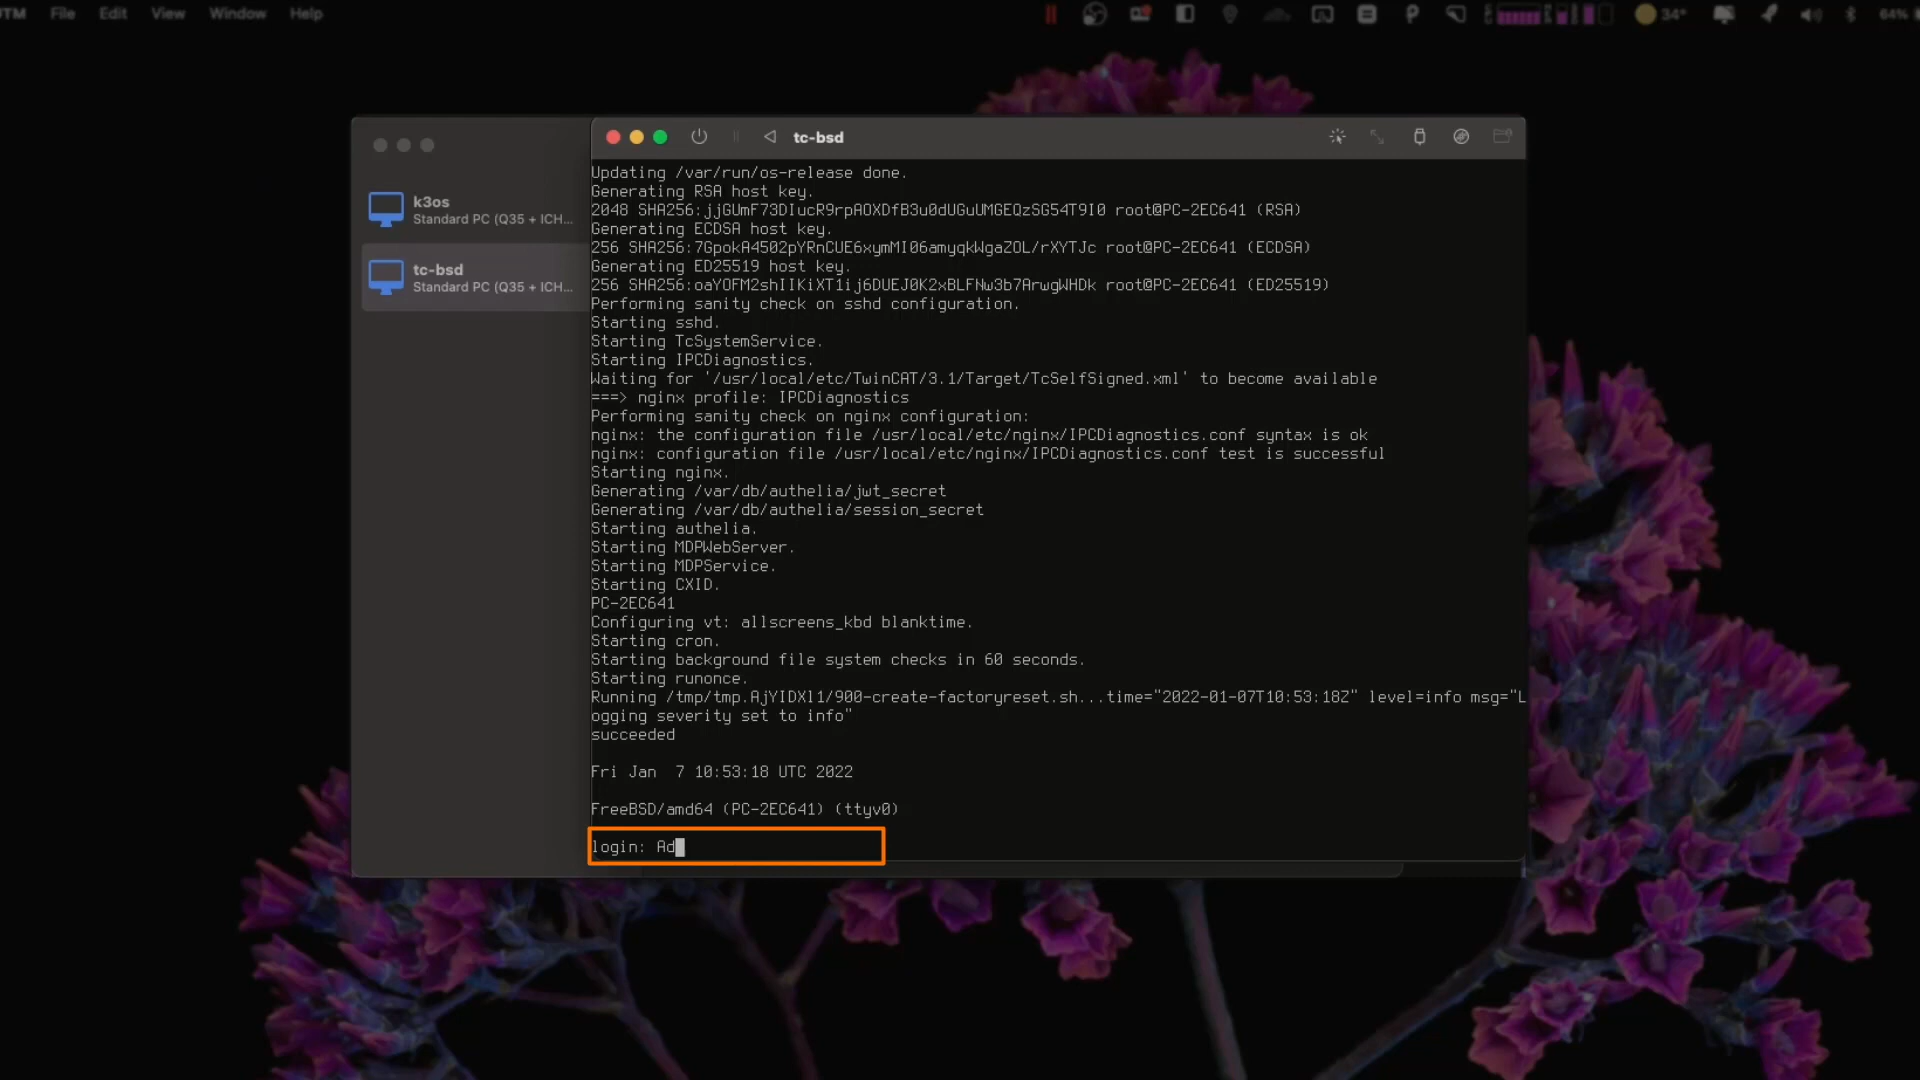 UTM File Edit View Window Help 34° 64%
tc-bsd
k3os
Standard PC (Q35 + ICH...
tc-bsd
Standard PC (Q35 + ICH...
Updating /var/run/os-release done.
Generating RSA host key.
2048 SHA256:jjGUmF73DIucR9rpAOXDfB3u0dUGuUMGEQzSG54T9I0 root@PC-2EC641 (RSA)
Generating ECDSA host key.
256 SHA256:7GpokA4502pYRnCUE6xymMI06amyqkWgaZOL/rXYTJc root@PC-2EC641 (ECDSA)
Generating ED25519 host key.
256 SHA256:oaYOFM2shIIKiXT1ij6DUEJ0K2xBLFNw3b7ArwgWHDk root@PC-2EC641 (ED25519)
Performing sanity check on sshd configuration.
Starting sshd.
Starting TcSystemService.
Starting IPCDiagnostics.
Waiting for '/usr/local/etc/TwinCAT/3.1/Target/TcSelfSigned.xml' to become available
===> nginx profile: IPCDiagnostics
Performing sanity check on nginx configuration:
nginx: the configuration file /usr/local/etc/nginx/IPCDiagnostics.conf syntax is ok
nginx: configuration file /usr/local/etc/nginx/IPCDiagnostics.conf test is successful
Starting nginx.
Generating /var/db/authelia/jwt_secret
Generating /var/db/authelia/session_secret
Starting authelia.
Starting MDPWebServer.
Starting MDPService.
Starting CXID.
PC-2EC641
Configuring vt: allscreens_kbd blanktime.
Starting cron.
Starting background file system checks in 60 seconds.
Starting runonce.
Running /tmp/tmp.AjYIDXl1/900-create-factoryreset.sh...time="2022-01-07T10:53:18Z" level=info msg="L
ogging severity set to info"
succeeded
Fri Jan  7 10:53:18 UTC 2022
FreeBSD/amd64 (PC-2EC641) (ttyv0)
login: Ad